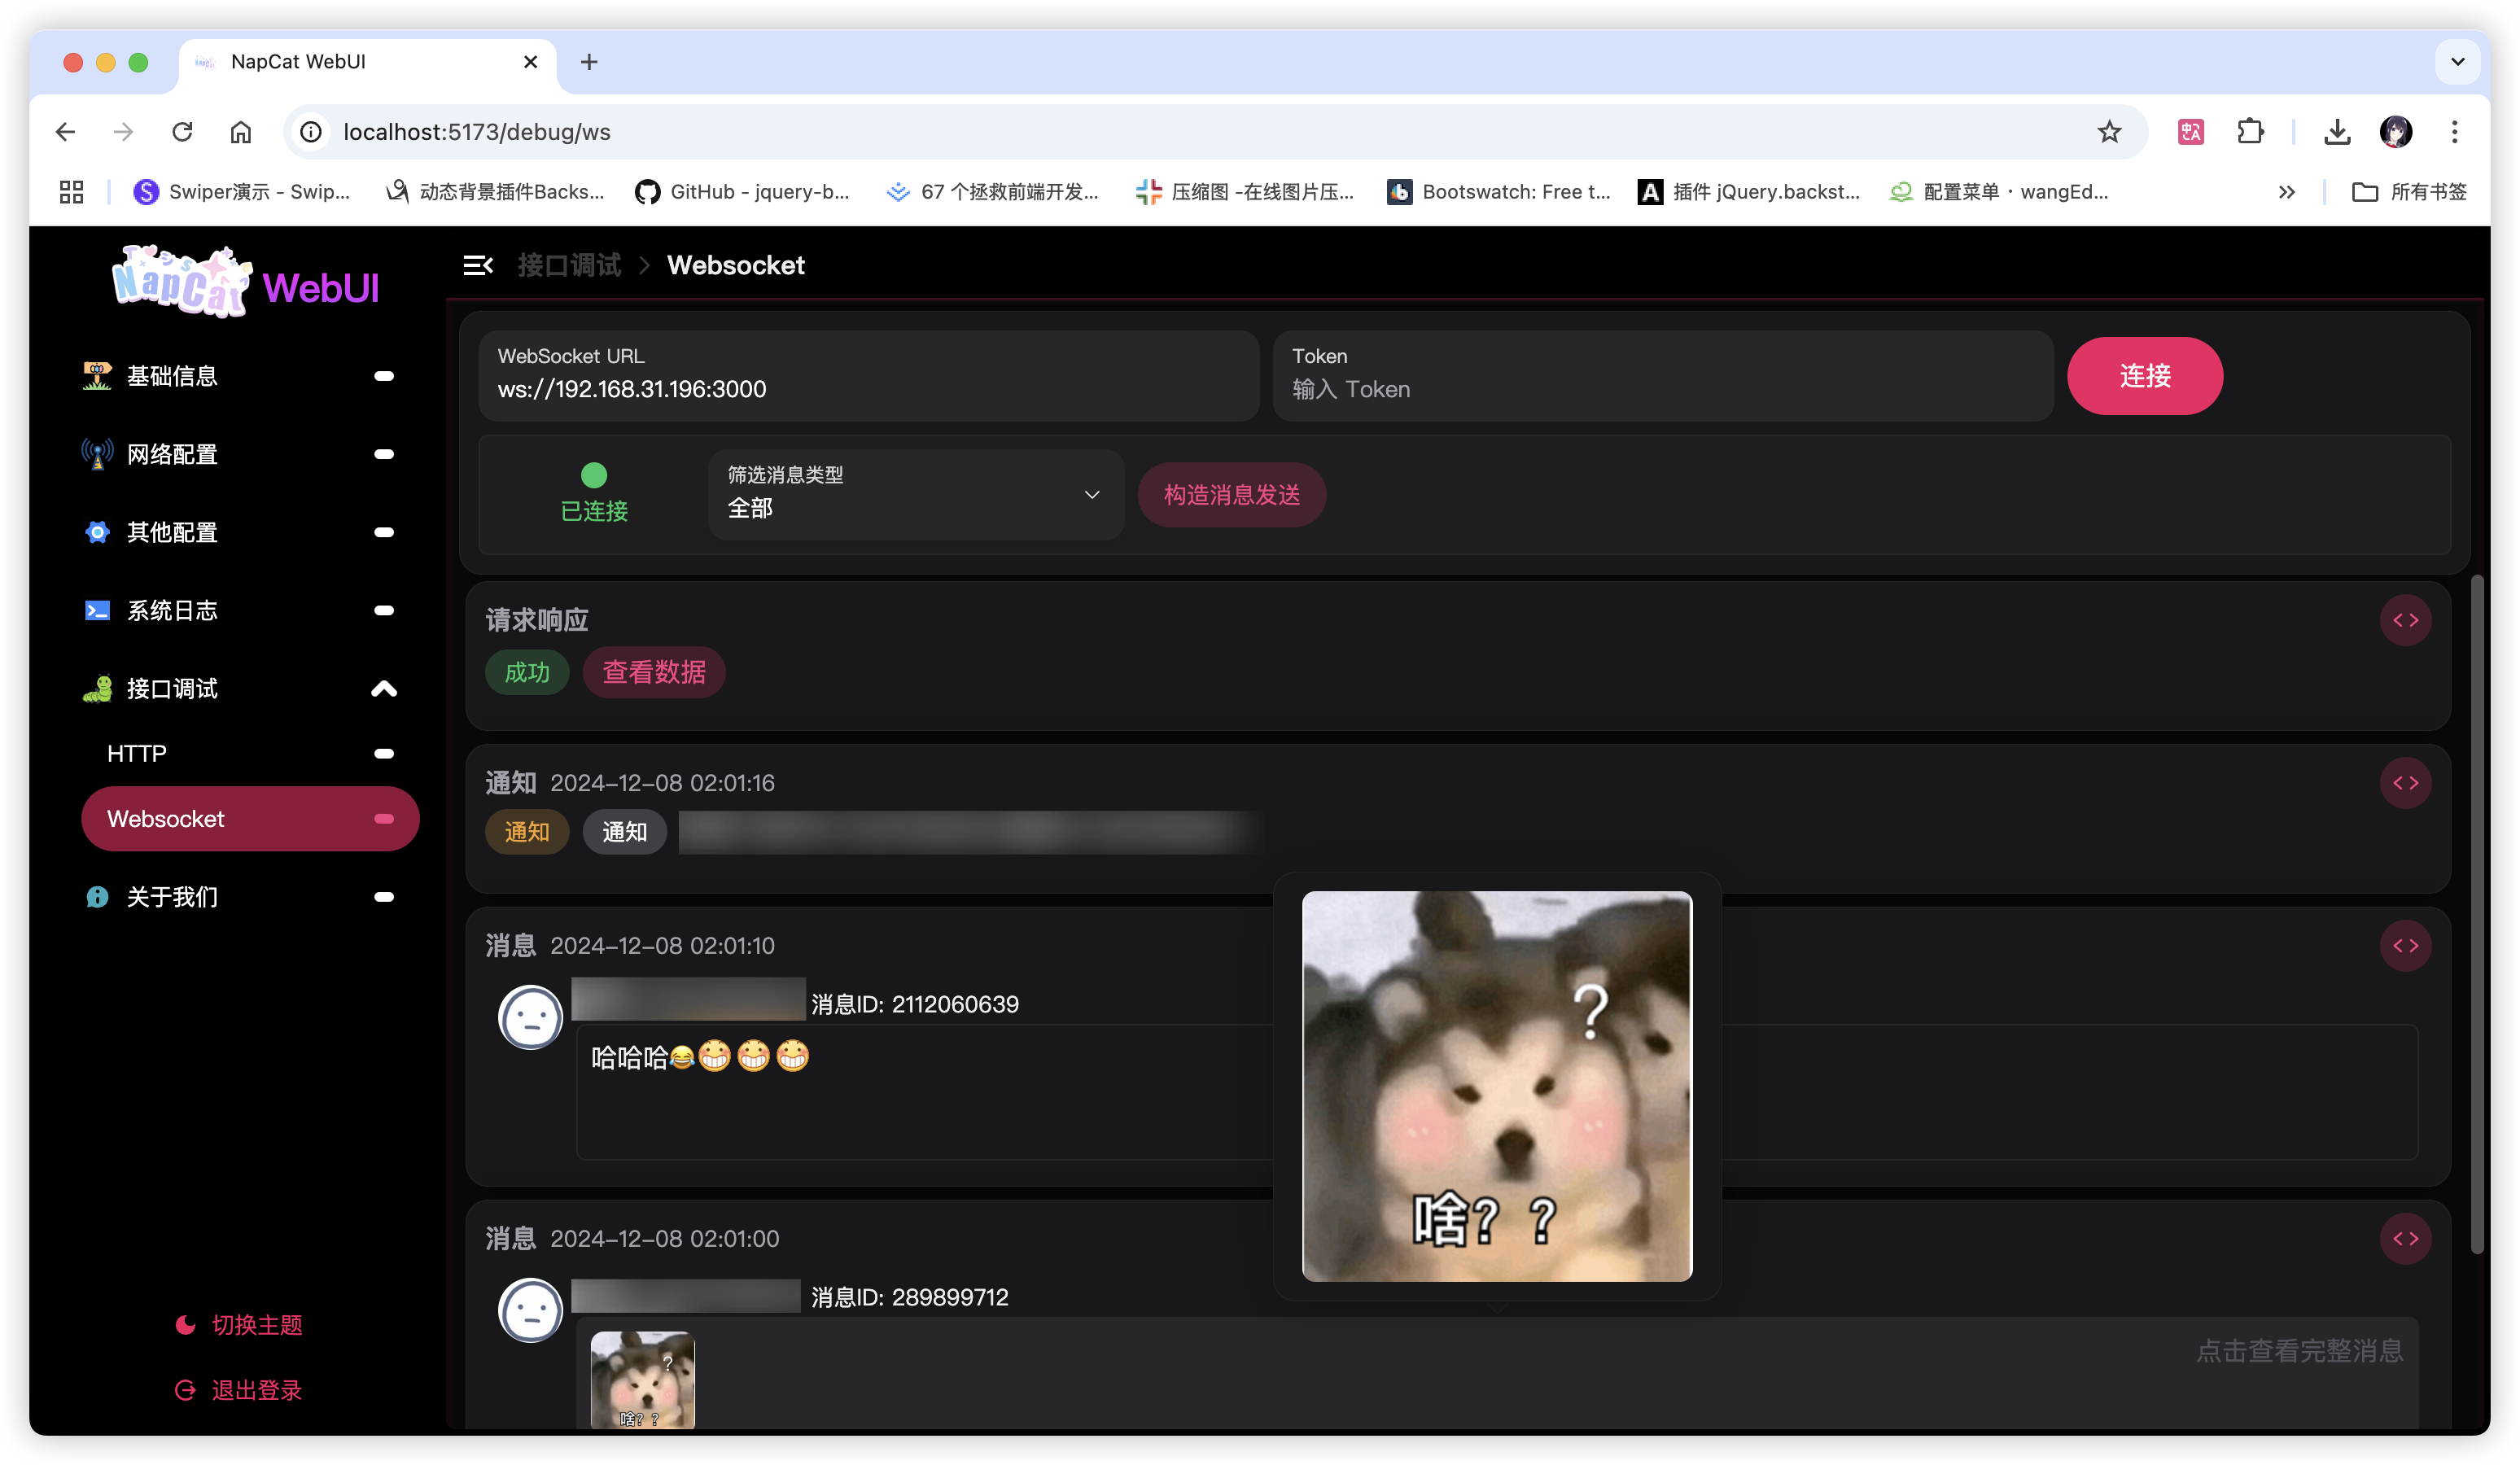 NapCat WebUI
localhost:5173/debug/ws
Swiper演示 - Swip...
动态背景插件Backs...
GitHub - jquery-b...
67 个拯救前端开发...
压缩图 -在线图片压...
Bootswatch: Free t...
插件 jQuery.backst...
配置菜单 · wangEd...
所有书签
NapCat WebUI
基础信息
网络配置
其他配置
系统日志
接口调试
HTTP
Websocket
关于我们
切换主题
退出登录
接口调试 > Websocket
WebSocket URL
ws://192.168.31.196:3000
Token
输入 Token
连接
已连接
筛选消息类型
全部
构造消息发送
请求响应
成功 查看数据
通知 2024-12-08 02:01:16
通知 通知
消息 2024-12-08 02:01:10
消息ID: 2112060639
哈哈哈😂😁😁😁
?
啥? ?
消息 2024-12-08 02:01:00
消息ID: 289899712
点击查看完整消息
?
啥? ?